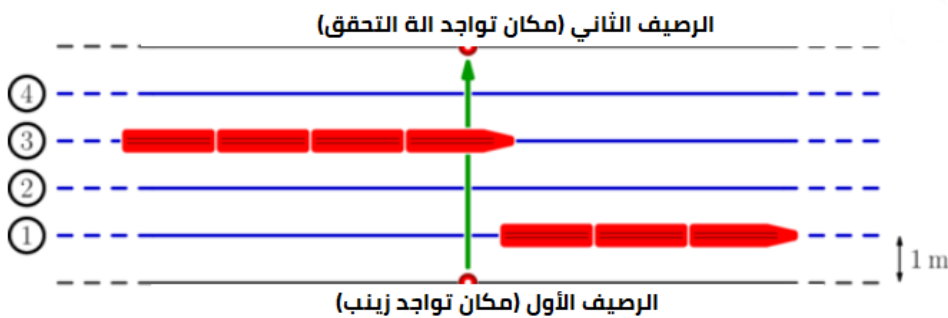 الرصيف الثاني (مكان تواجد الة التحقق)
4
3
2
1
1 m
الرصيف الأول (مكان تواجد زينب)